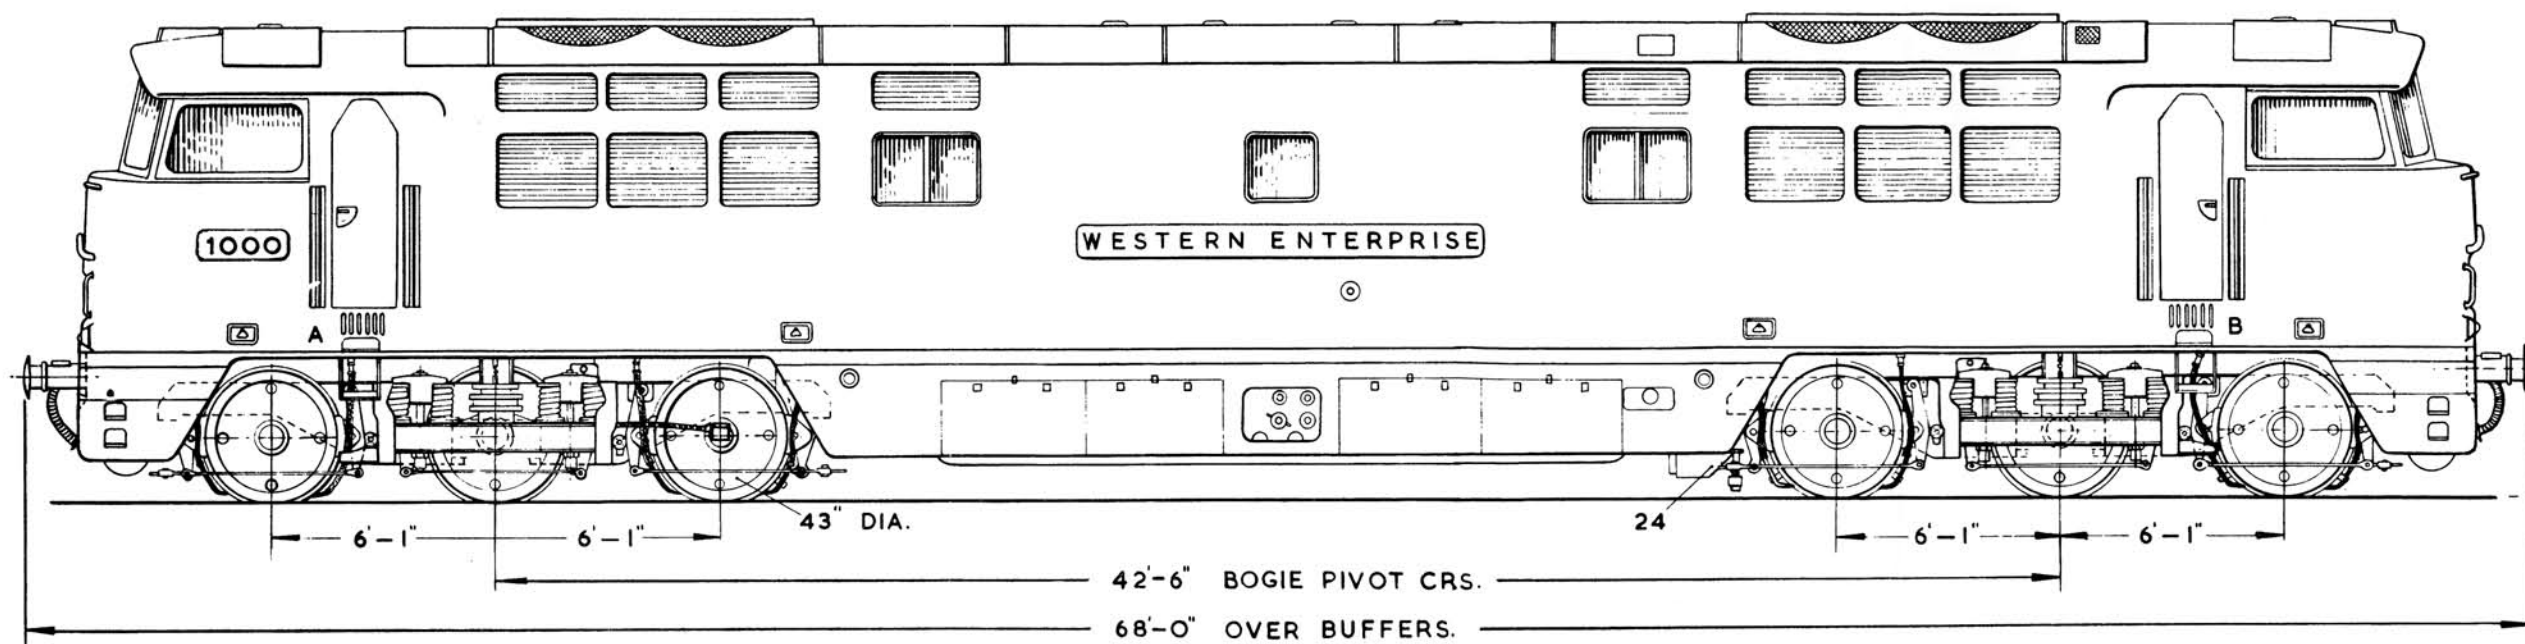 1000
WESTERN ENTERPRISE
A
B
43" DIA.
24
6'-1"
6'-1"
6'-1"
6'-1"
42'-6" BOGIE PIVOT CRS.
68'-0" OVER BUFFERS.